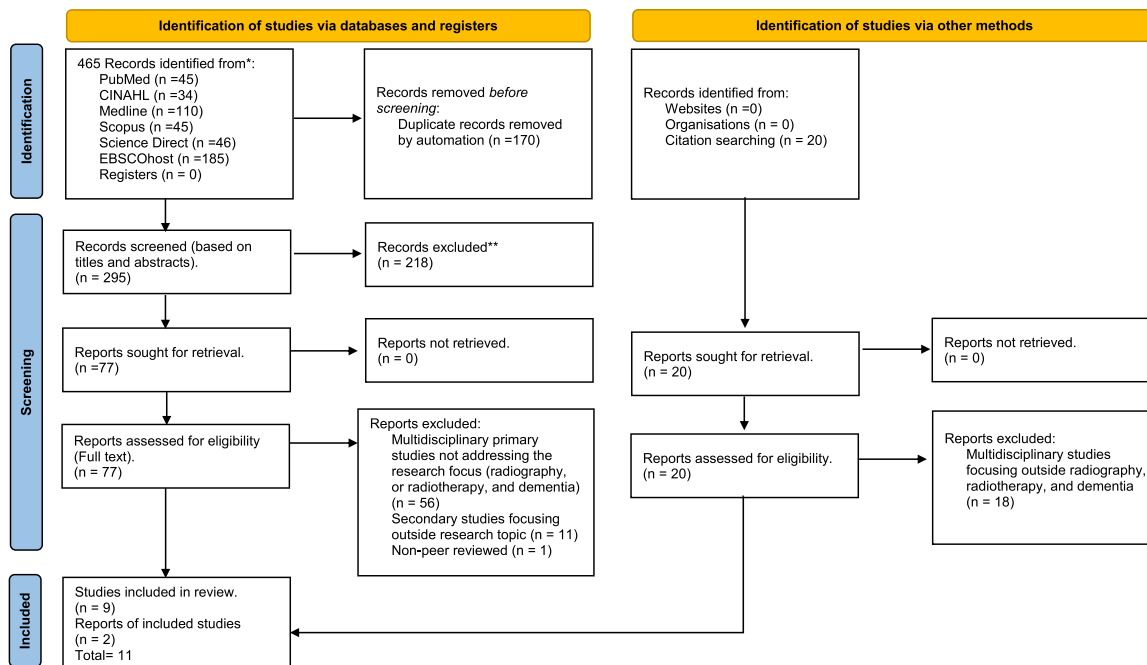 Identification of studies via databases and registers
Identification of studies via other methods
Identification
465 Records identified from*:
PubMed (n =45)
CINAHL (n =34)
Medline (n =110)
Scopus (n =45)
Science Direct (n =46)
EBSCOhost (n =185)
Registers (n = 0)
Records removed before
screening:
Duplicate records removed
by automation (n =170)
Records identified from:
Websites (n =0)
Organisations (n = 0)
Citation searching (n = 20)
Screening
Records screened (based on
titles and abstracts).
(n = 295)
Records excluded**
(n = 218)
Reports sought for retrieval.
(n =77)
Reports not retrieved.
(n = 0)
Reports sought for retrieval.
(n = 20)
Reports not retrieved.
(n = 0)
Reports assessed for eligibility
(Full text).
(n = 77)
Reports excluded:
Multidisciplinary primary
studies not addressing the
research focus (radiography,
or radiotherapy, and dementia)
(n = 56)
Secondary studies focusing
outside research topic (n = 11)
Non-peer reviewed (n = 1)
Reports assessed for eligibility.
(n = 20)
Reports excluded:
Multidisciplinary studies
focusing outside radiography,
radiotherapy, and dementia
(n = 18)
Included
Studies included in review.
(n = 9)
Reports of included studies
(n = 2)
Total= 11